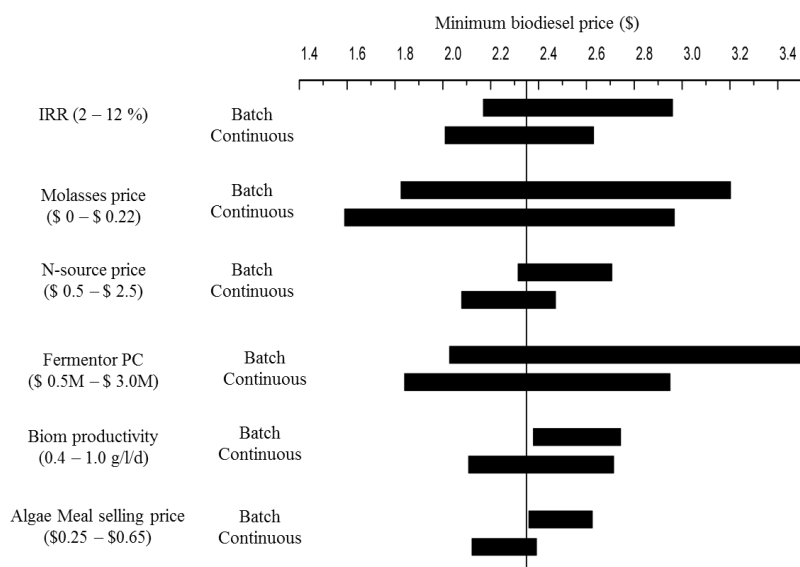 Minimum biodiesel price ($)
1.4 1.6 1.8 2.0 2.2 2.4 2.6 2.8 3.0 3.2 3.4
IRR (2 – 12 %) Batch
Continuous
Molasses price Batch
($ 0 – $ 0.22) Continuous
N-source price Batch
($ 0.5 – $ 2.5) Continuous
Fermentor PC Batch
($ 0.5M – $ 3.0M) Continuous
Biom productivity Batch
(0.4 – 1.0 g/l/d) Continuous
Algae Meal selling price Batch
($0.25 – $0.65) Continuous